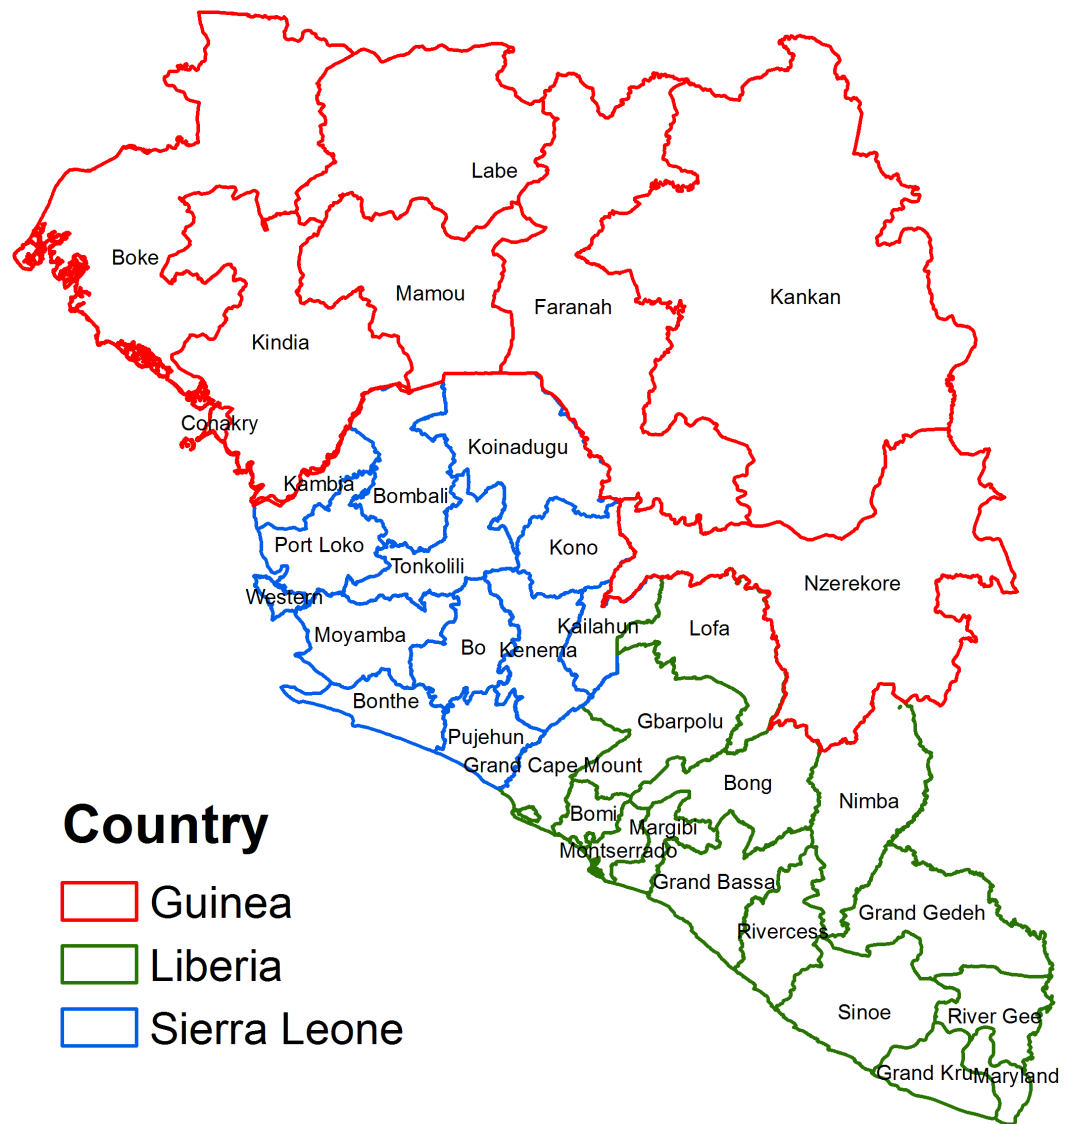 Labe
Boke
Mamou
Kankan
Faranah
Kindia
Conakry
Koinadugu
Kambia
Bombali
Port Loko
Kono
Tonkolili
Nzerekore
Western
Kailahun
Lofa
Moyamba
Bo
Kenema
Bonthe
Gbarpolu
Pujehun
Grand Cape Mount
Bong
Nimba
Bomi
Margibi
Montserrado
Grand Bassa
Grand Gedeh
Rivercess
Sinoe
River Gee
Grand Kru
Maryland
Country
Guinea
Liberia
Sierra Leone